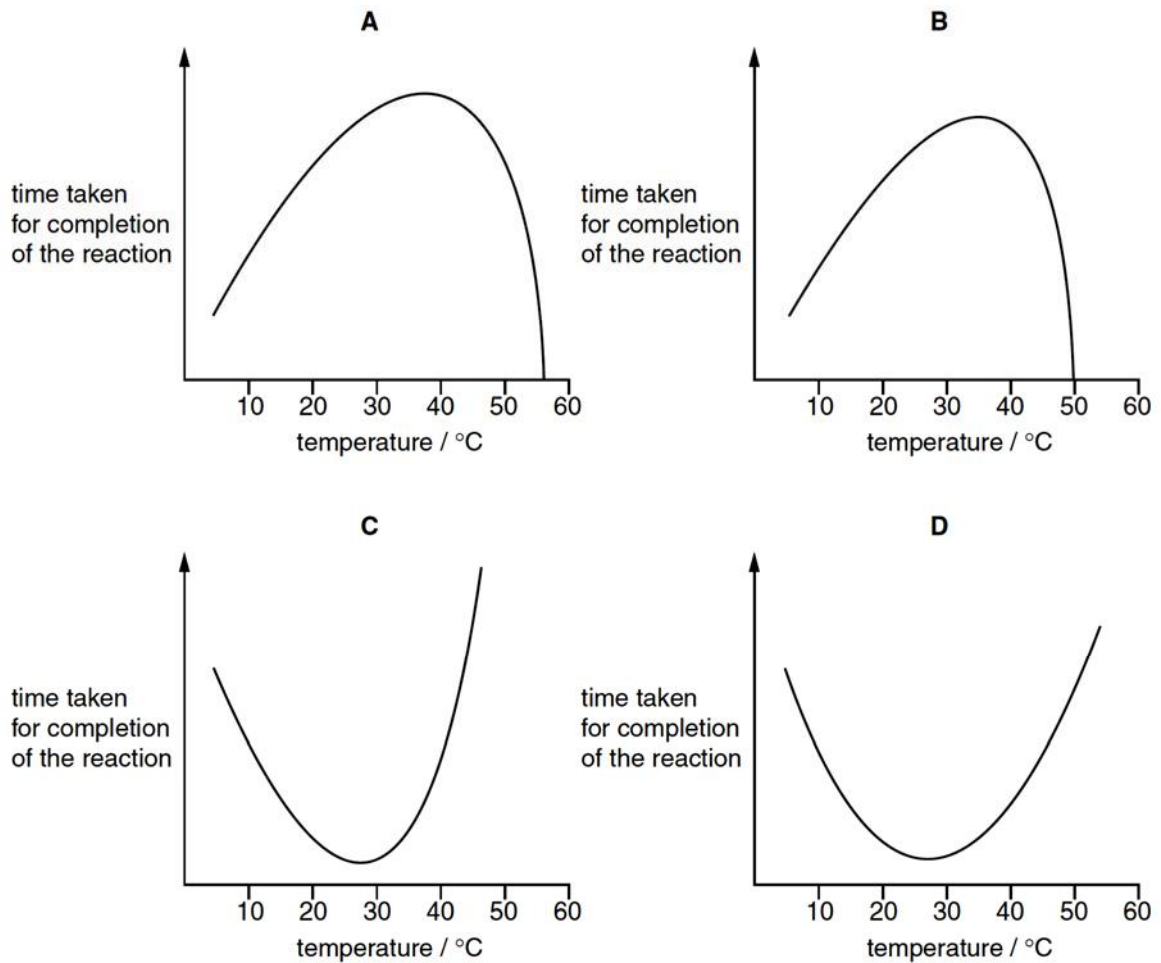 A
time taken
for completion
of the reaction
10 20 30 40 50 60
temperature / °C
B
time taken
for completion
of the reaction
10 20 30 40 50 60
temperature / °C
C
time taken
for completion
of the reaction
10 20 30 40 50 60
temperature / °C
D
time taken
for completion
of the reaction
10 20 30 40 50 60
temperature / °C